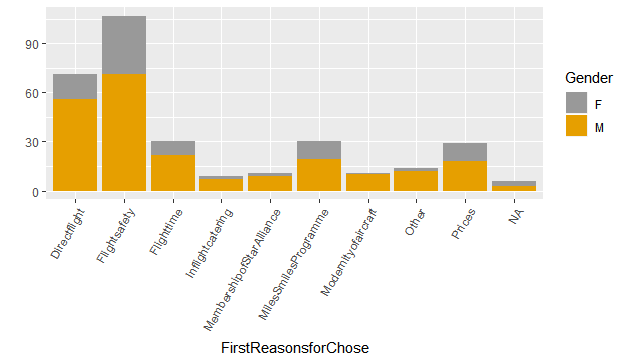 90
60
30
0
Directflight
Flightsafety
Flighttime
Inflightcatering
MembershipofStarAlliance
MilesSmilesProgramme
Modernityofaircraft
Other
Prices
NA
FirstReasonsforChose
Gender
F
M